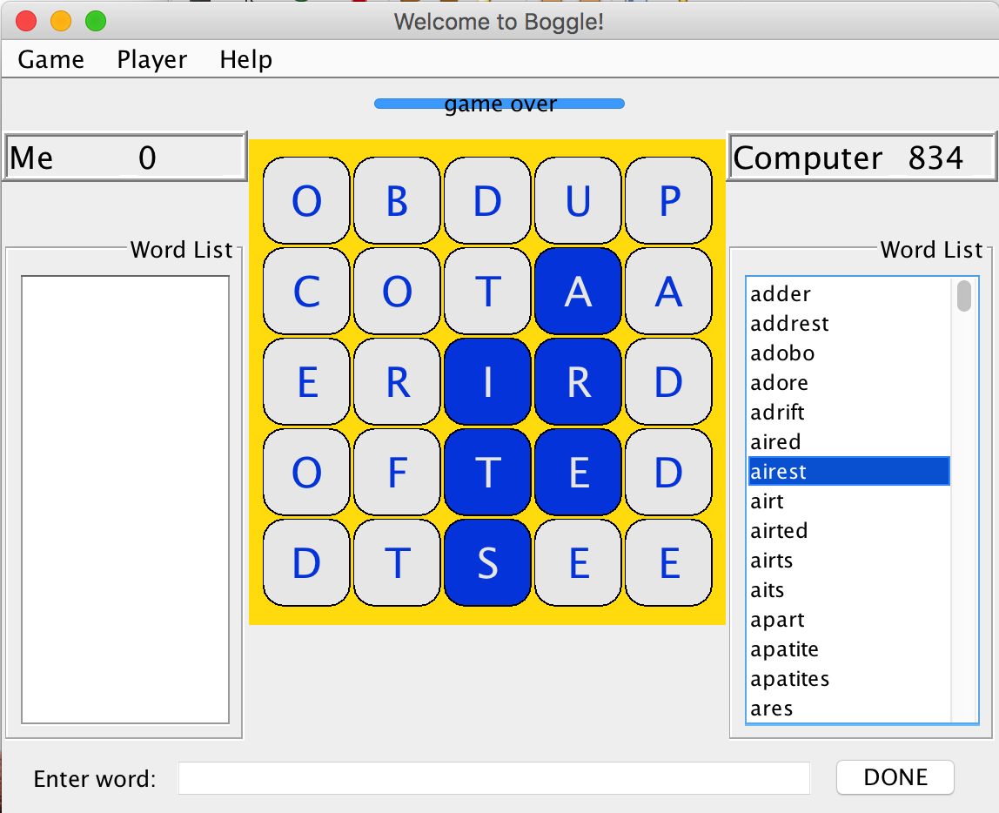 Welcome to Boggle!
Game Player Help
game over
Me 0
Computer 834
Word List
O B D U P
C O T A A
E R I R D
O F T E D
D T S E E
Word List
adder
addrest
adobo
adore
adrift
aired
airest
airt
airted
airts
aits
apart
apatite
apatites
ares
Enter word:
DONE